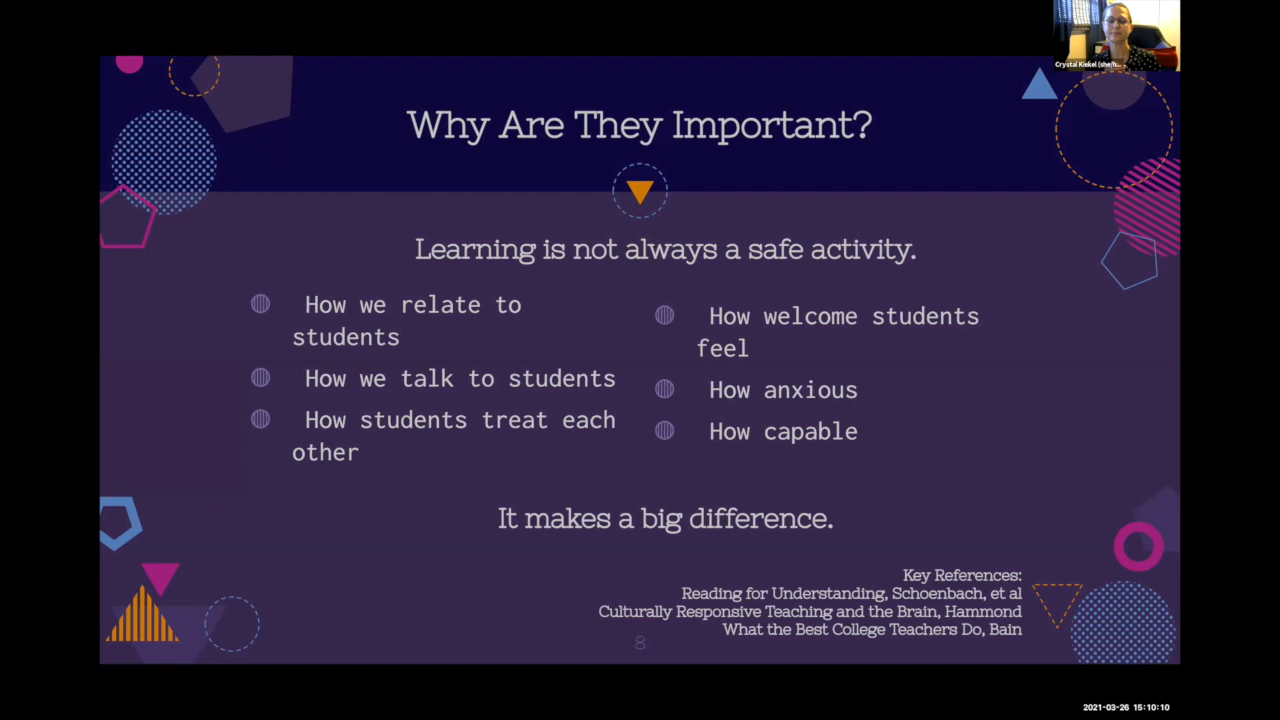 Crystal Kiekel (she/h...
Why Are They Important?
Learning is not always a safe activity.
How we relate to
students
How we talk to students
How students treat each
other
How welcome students
feel
How anxious
How capable
It makes a big difference.
Key References:
Reading for Understanding, Schoenbach, et al
Culturally Responsive Teaching and the Brain, Hammond
What the Best College Teachers Do, Bain
8
2021-03-26 15:10:10